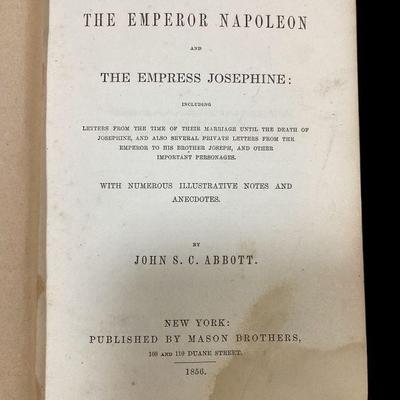 THE EMPEROR NAPOLEON
AND
THE EMPRESS JOSEPHINE:
INCLUDING
LETTERS FROM THE TIME OF THEIR MARRIAGE UNTIL THE DEATH OF
JOSEPHINE, AND ALSO SEVERAL PRIVATE LETTERS FROM THE
EMPEROR TO HIS BROTHER JOSEPH, AND OTHER
IMPORTANT PERSONAGES.
WITH NUMEROUS ILLUSTRATIVE NOTES AND
ANECDOTES.
BY
JOHN S. C. ABBOTT.
NEW YORK:
PUBLISHED BY MASON BROTHERS,
108 AND 110 DUANE STREET.
1856.